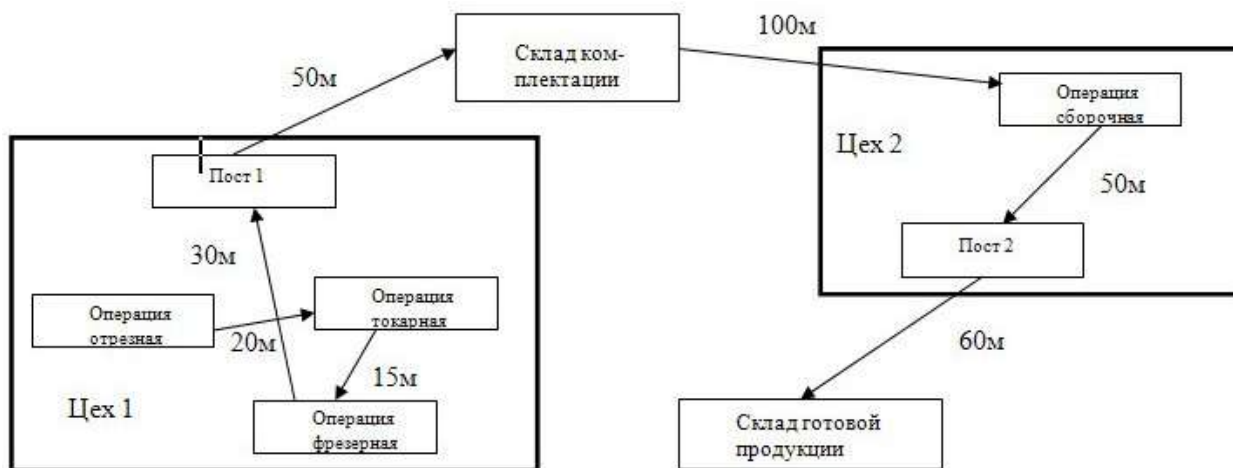 100м
Склад ком-
плектации
50м
Операция
сборочная
Цех 2
Пост 1
50м
Пост 2
30м
Операция
токарная
Операция
отрезная
20м
60м
15м
Цех 1
Операция
фрезерная
Склад готовой
продукции